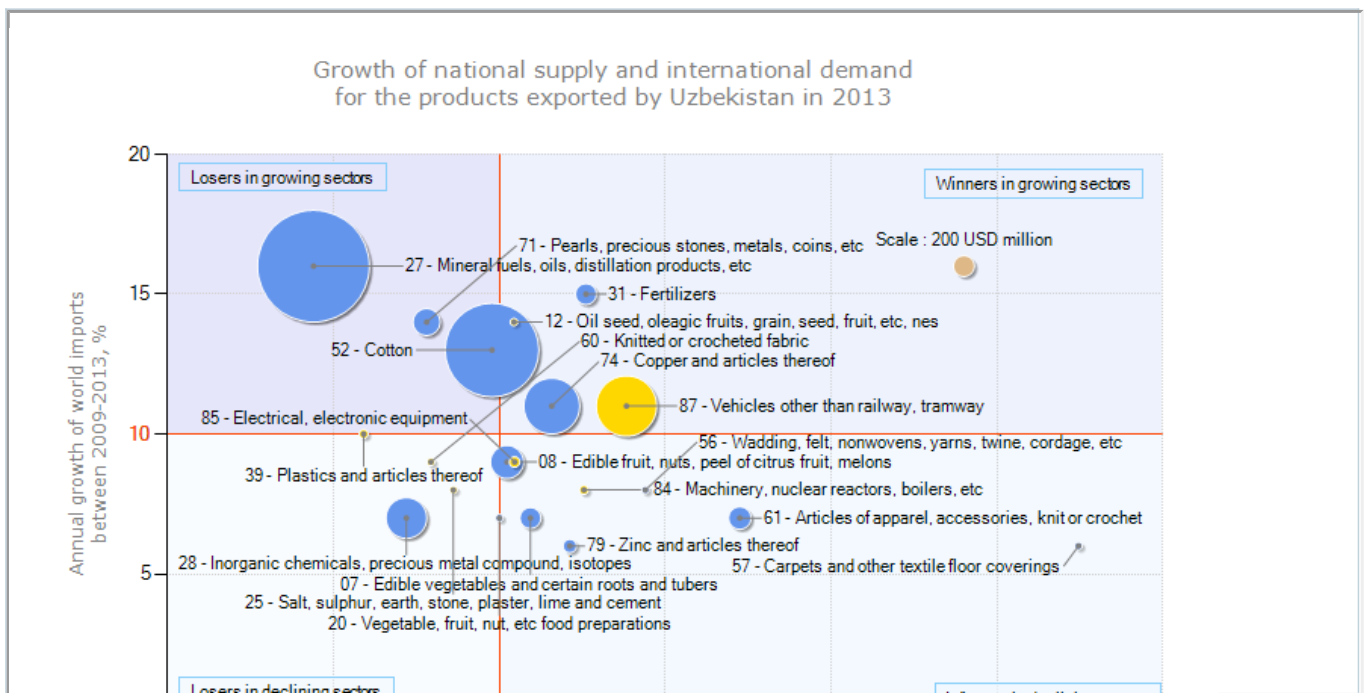 Growth of national supply and international demand
for the products exported by Uzbekistan in 2013
Annual growth of world imports
between 2009-2013, %
20
Losers in growing sectors
Winners in growing sectors
71 - Pearls, precious stones, metals, coins, etc
Scale : 200 USD million
27 - Mineral fuels, oils, distillation products, etc
15
31 - Fertilizers
12 - Oil seed, oleagic fruits, grain, seed, fruit, etc, nes
60 - Knitted or crocheted fabric
52 - Cotton
74 - Copper and articles thereof
87 - Vehicles other than railway, tramway
85 - Electrical, electronic equipment
10
56 - Wadding, felt, nonwovens, yarns, twine, cordage, etc
08 - Edible fruit, nuts, peel of citrus fruit, melons
39 - Plastics and articles thereof
84 - Machinery, nuclear reactors, boilers, etc
61 - Articles of apparel, accessories, knit or crochet
79 - Zinc and articles thereof
28 - Inorganic chemicals, precious metal compound, isotopes
57 - Carpets and other textile floor coverings
5
07 - Edible vegetables and certain roots and tubers
25 - Salt, sulphur, earth, stone, plaster, lime and cement
20 - Vegetable, fruit, nut, etc food preparations
Losers in declining sectors